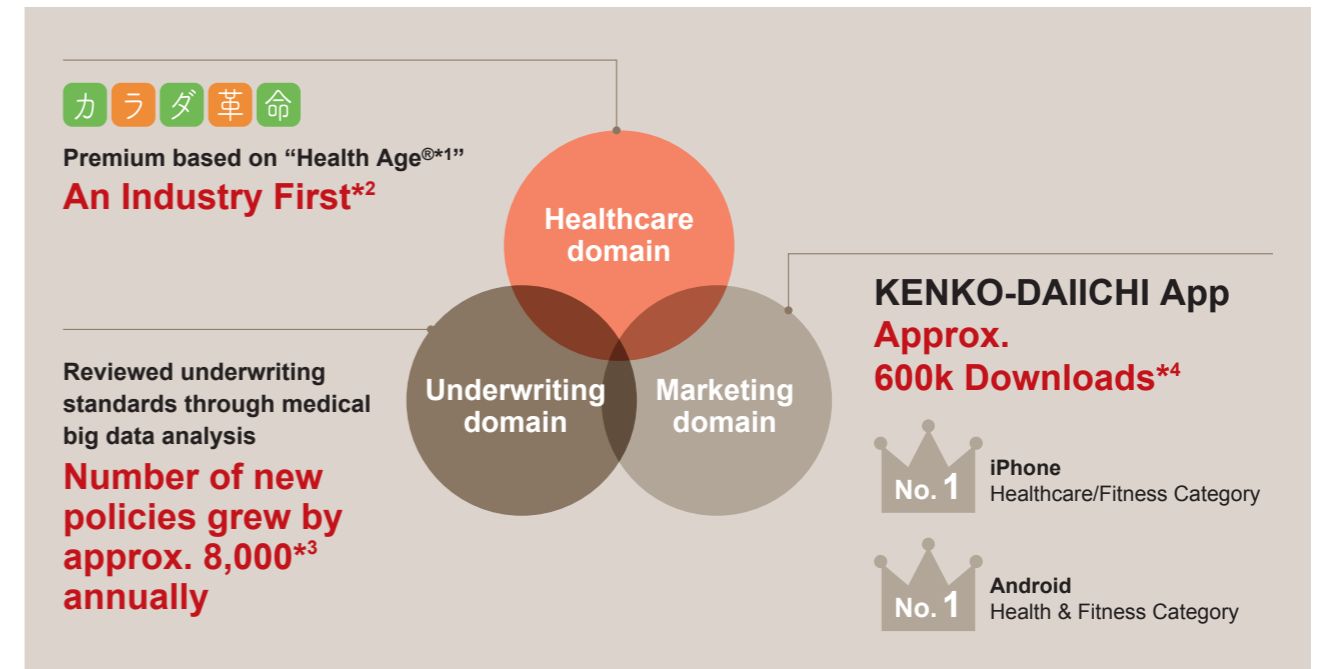 カラダ革命
Premium based on “Health Age®*1”
An Industry First*2
Healthcare
domain
Reviewed underwriting
standards through medical
big data analysis
Number of new
policies grew by
approx. 8,000*3
annually
Underwriting
domain
Marketing
domain
KENKO-DAIICHI App
Approx.
600k Downloads*4
No. 1
iPhone
Healthcare/Fitness Category
No. 1
Android
Health & Fitness Category